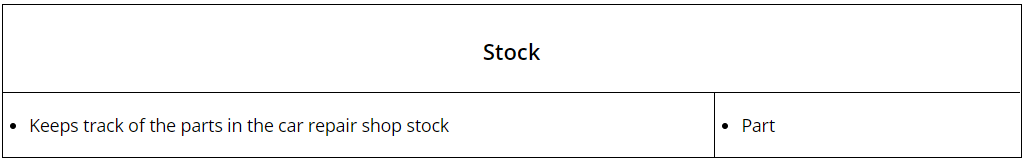 Stock
• Keeps track of the parts in the car repair shop stock
• Part